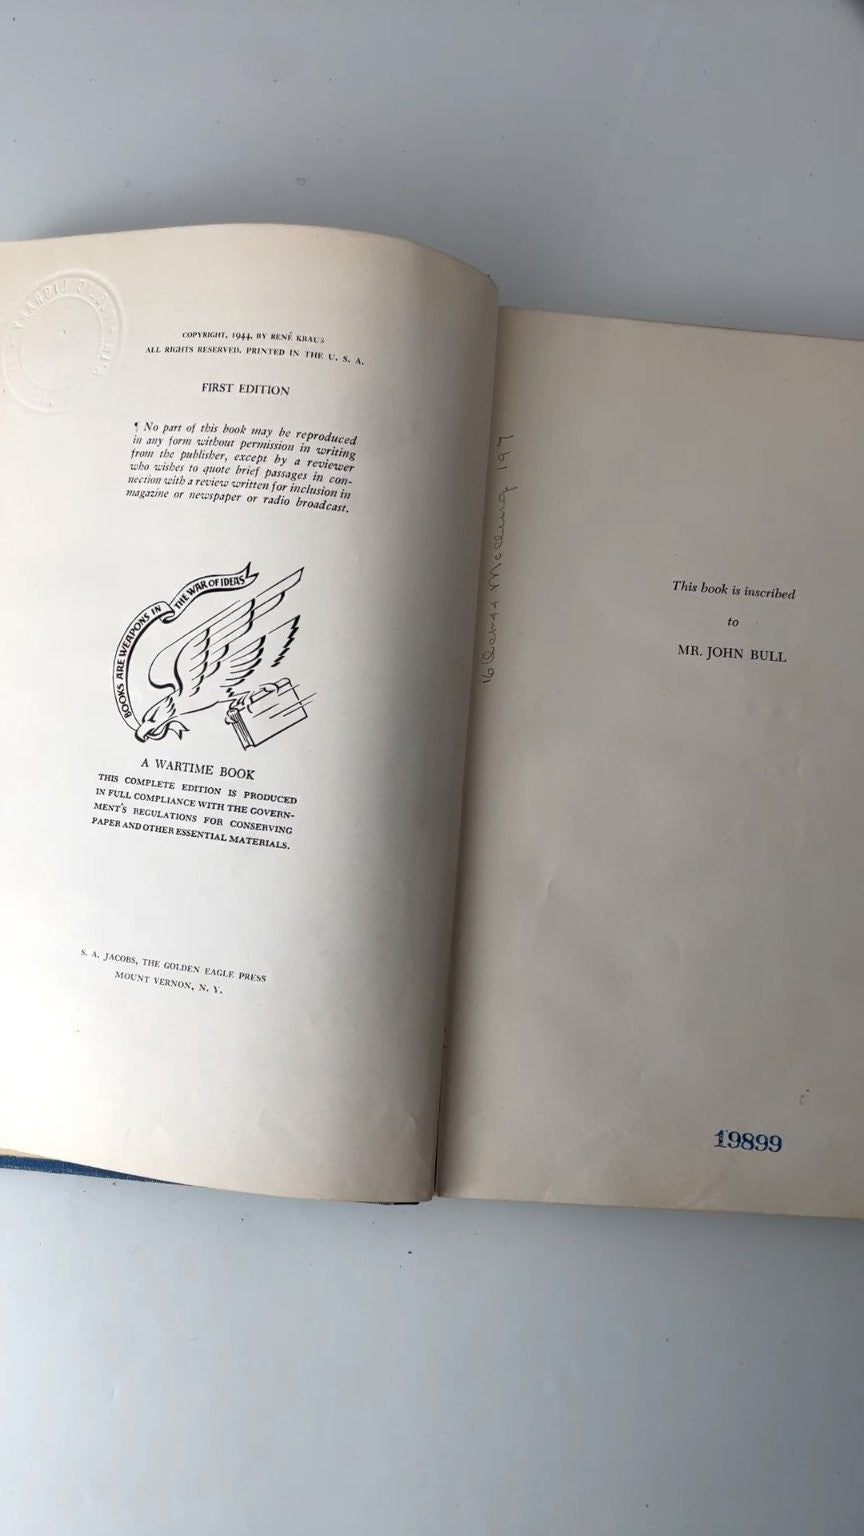 COPYRIGHT, 1944, BY RENÉ KRAUS
ALL RIGHTS RESERVED. PRINTED IN THE U. S. A.
FIRST EDITION
¶ No part of this book may be reproduced
in any form without permission in writing
from the publisher, except by a reviewer
who wishes to quote brief passages in con-
nection with a review written for inclusion in
magazine or newspaper or radio broadcast.
BOOKS ARE WEAPONS IN THE WAR OF IDEAS
A WARTIME BOOK
THIS COMPLETE EDITION IS PRODUCED
IN FULL COMPLIANCE WITH THE GOVERN-
MENT'S REGULATIONS FOR CONSERVING
PAPER AND OTHER ESSENTIAL MATERIALS.
S. A. JACOBS, THE GOLDEN EAGLE PRESS
MOUNT VERNON, N. Y.
This book is inscribed
to
MR. JOHN BULL
19899